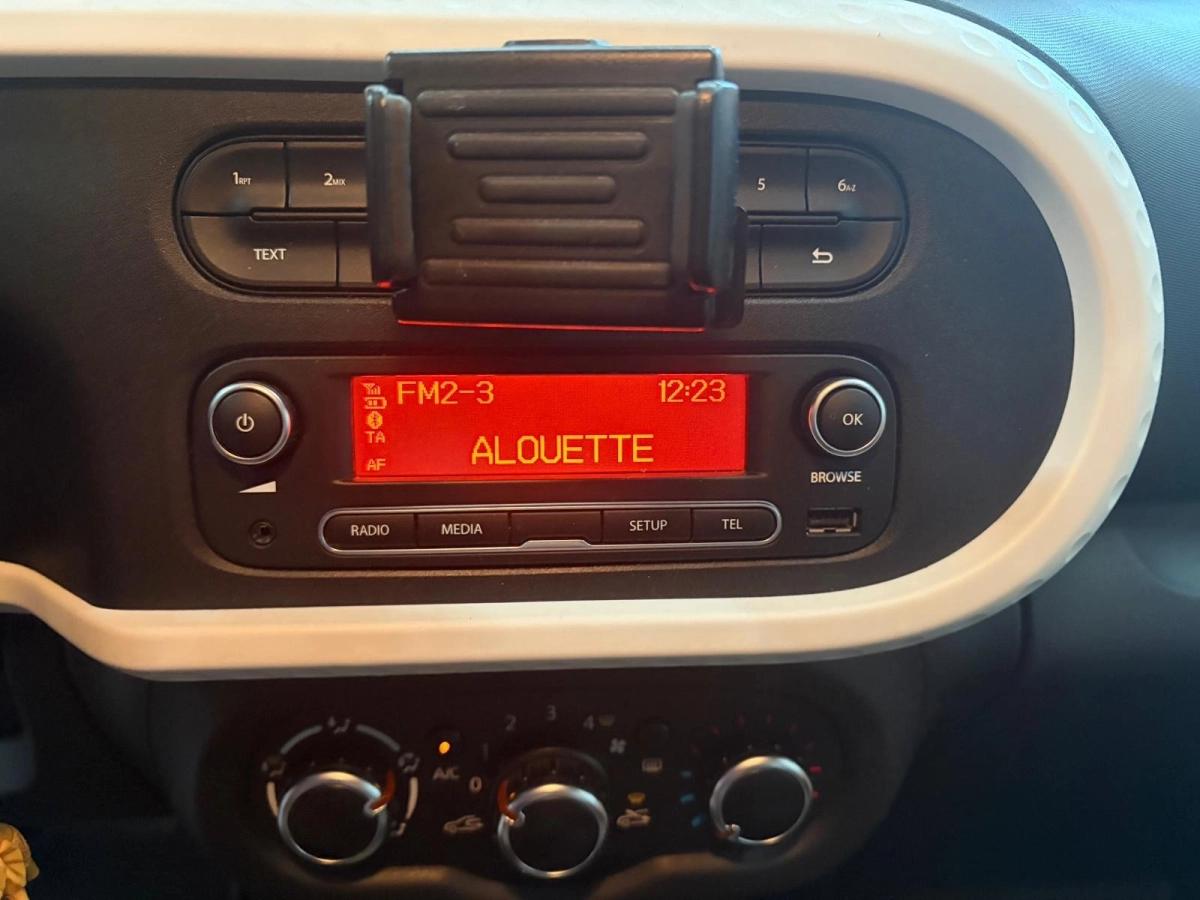 1RPT 2MIX 5 6A-Z
TEXT
FM2-3 12:23
TA
ALOUETTE
AF
OK
BROWSE
RADIO MEDIA SETUP TEL
2 3 4
1
A/C
0